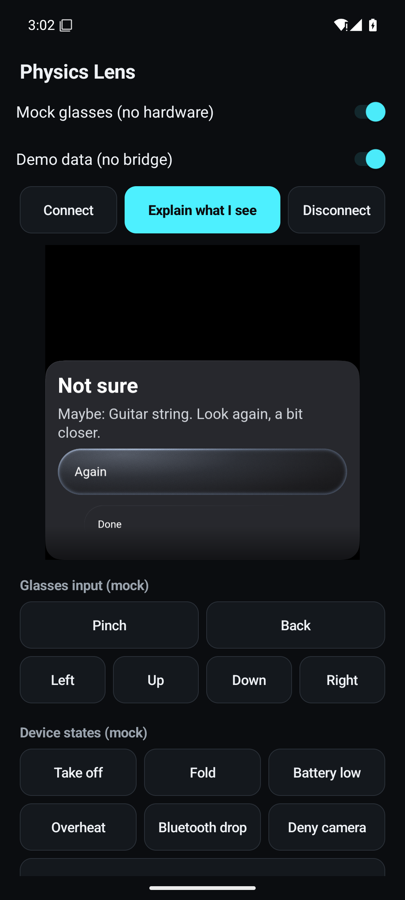 3:02
Physics Lens
Mock glasses (no hardware)
Demo data (no bridge)
Connect
Explain what I see
Disconnect
Not sure
Maybe: Guitar string. Look again, a bit
closer.
Again
Done
Glasses input (mock)
Pinch
Back
Left
Up
Down
Right
Device states (mock)
Take off
Fold
Battery low
Overheat
Bluetooth drop
Deny camera